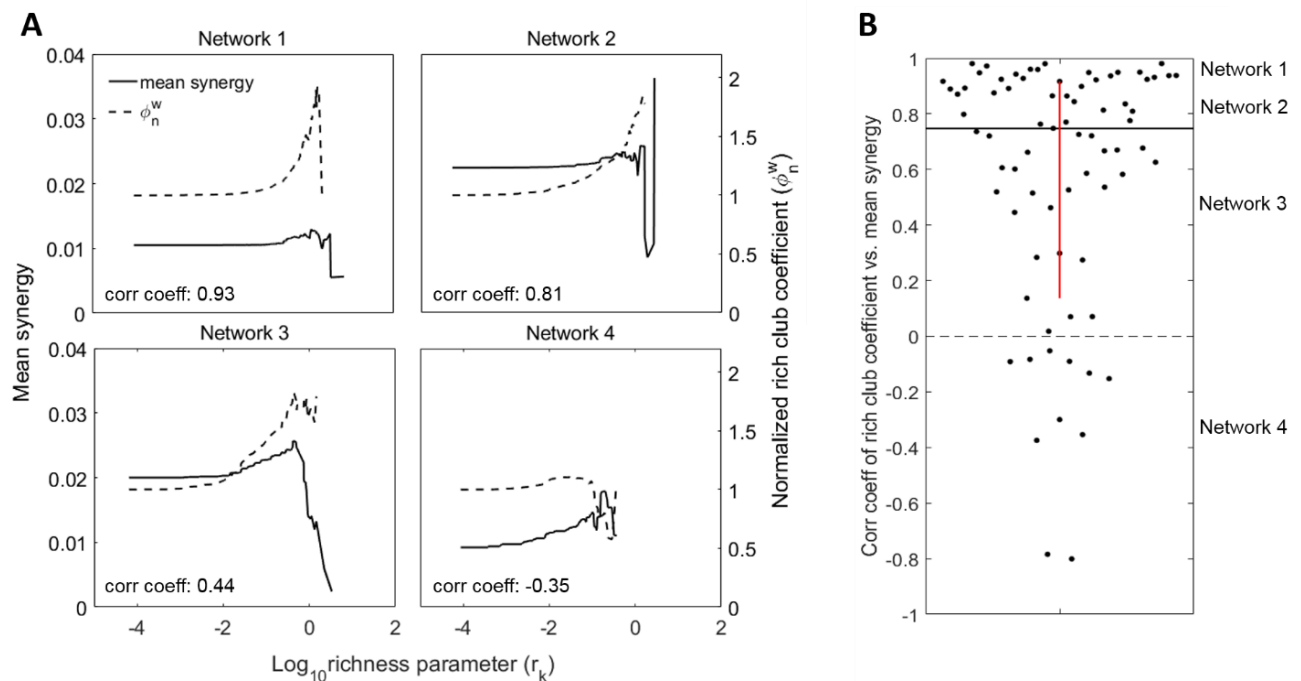 A
B
Network 1
Network 2
0.04
0.03
0.02
0.01
0
mean synergy
ϕₙʷ
corr coeff: 0.93
2
1.5
1
0.5
0
corr coeff: 0.81
Network 3
Network 4
0.04
0.03
0.02
0.01
0
corr coeff: 0.44
2
1.5
1
0.5
0
corr coeff: -0.35
-4
-2
0
2
-4
-2
0
2
Mean synergy
Normalized rich club coefficient (ϕₙʷ)
Log₁₀richness parameter (rₖ)
Corr coeff of rich club coefficient vs. mean synergy
1
0.8
0.6
0.4
0.2
0
-0.2
-0.4
-0.6
-0.8
-1
Network 1
Network 2
Network 3
Network 4